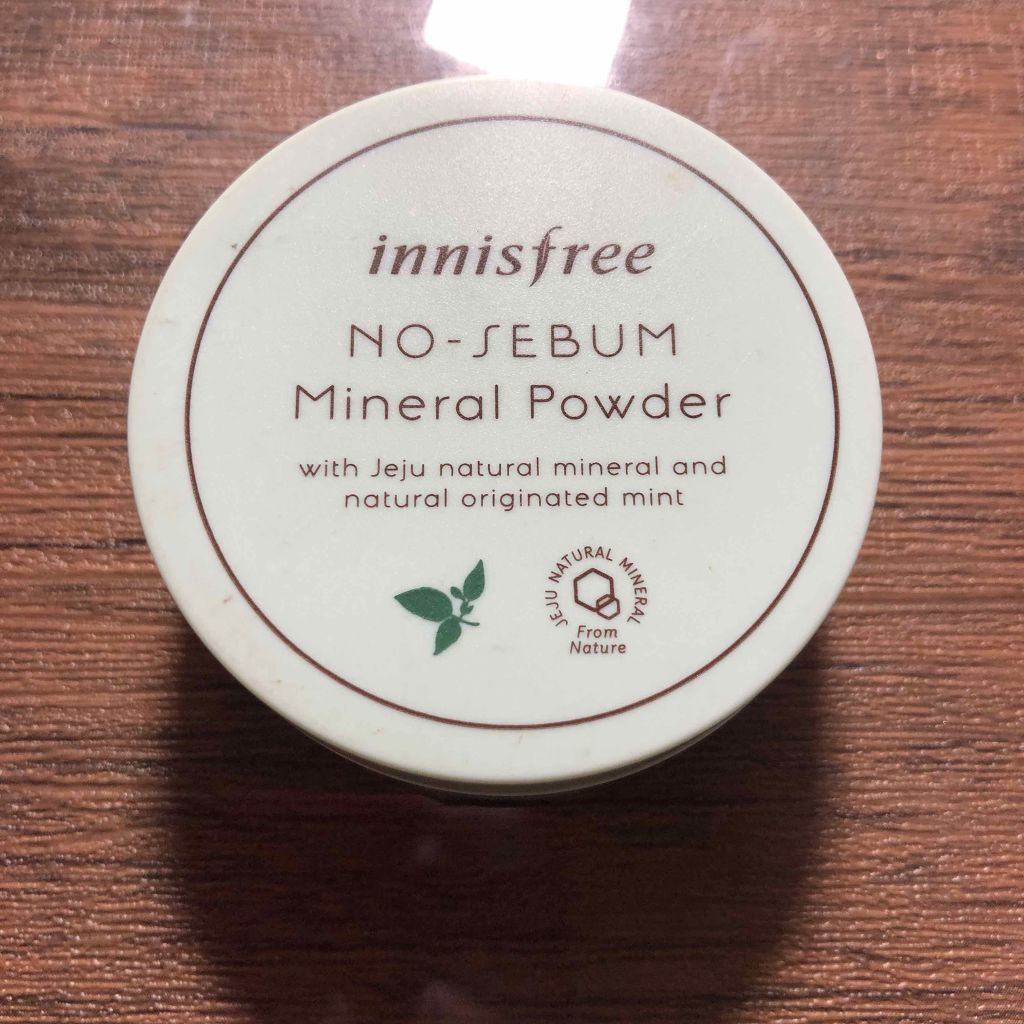 innisfree
NO-SEBUM
Mineral Powder
with Jeju natural mineral and
natural originated mint
JEJU NATURAL MINERAL
From
Nature